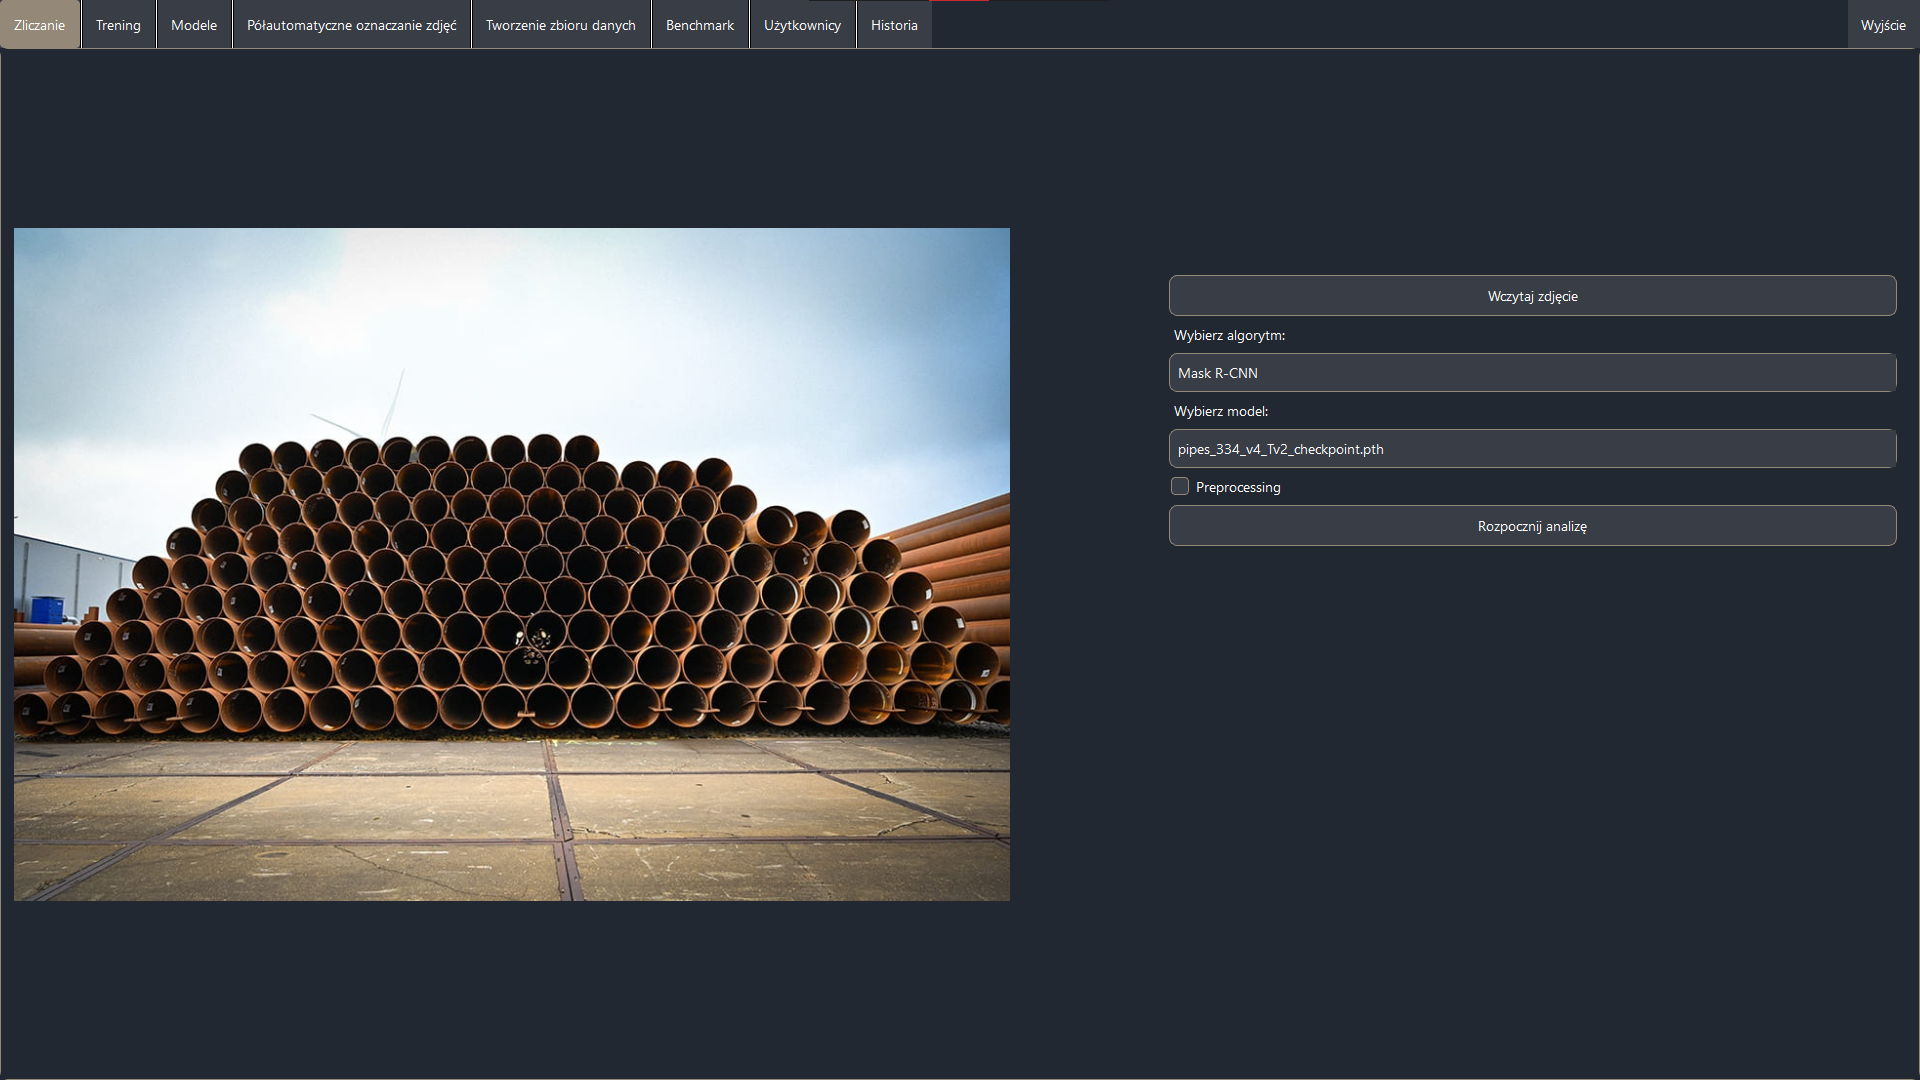 Zliczanie
Trening
Modele
Półautomatyczne oznaczanie zdjęć
Tworzenie zbioru danych
Benchmark
Użytkownicy
Historia
Wyjście
Wczytaj zdjęcie
Wybierz algorytm:
Mask R-CNN
Wybierz model:
pipes_334_v4_Tv2_checkpoint.pth
Preprocessing
Rozpocznij analizę